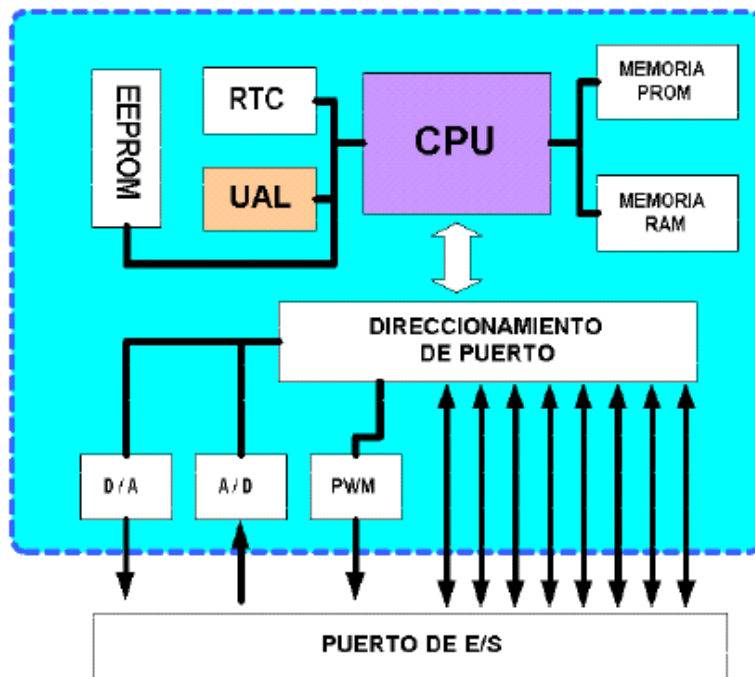 EEPROM
RTC
UAL
CPU
MEMORIA
PROM
MEMORIA
RAM
DIRECCIONAMIENTO
DE PUERTO
D / A
A / D
PWM
PUERTO DE E/S